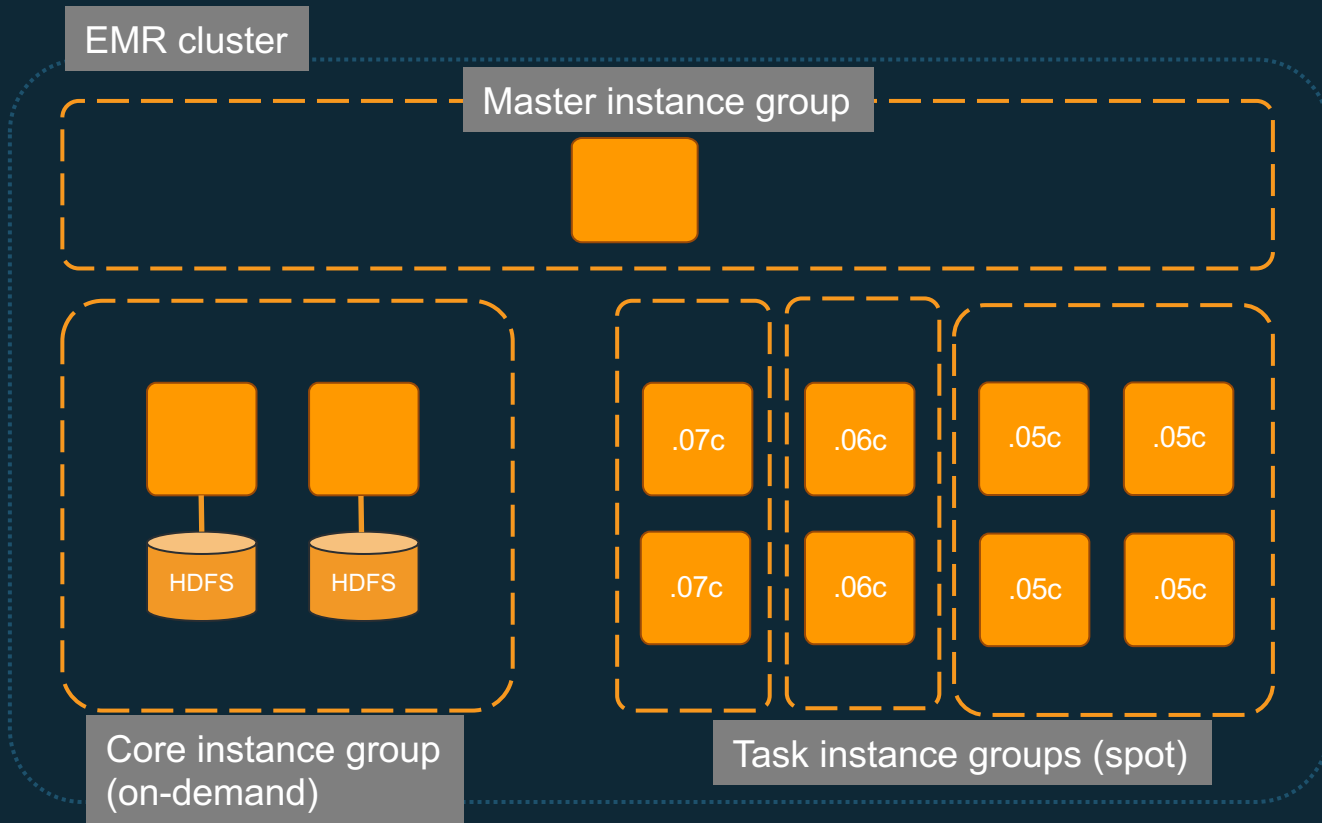 EMR cluster
Master instance group
.07c
.06c
.05c
.05c
HDFS
HDFS
.07c
.06c
.05c
.05c
Core instance group
(on-demand)
Task instance groups (spot)